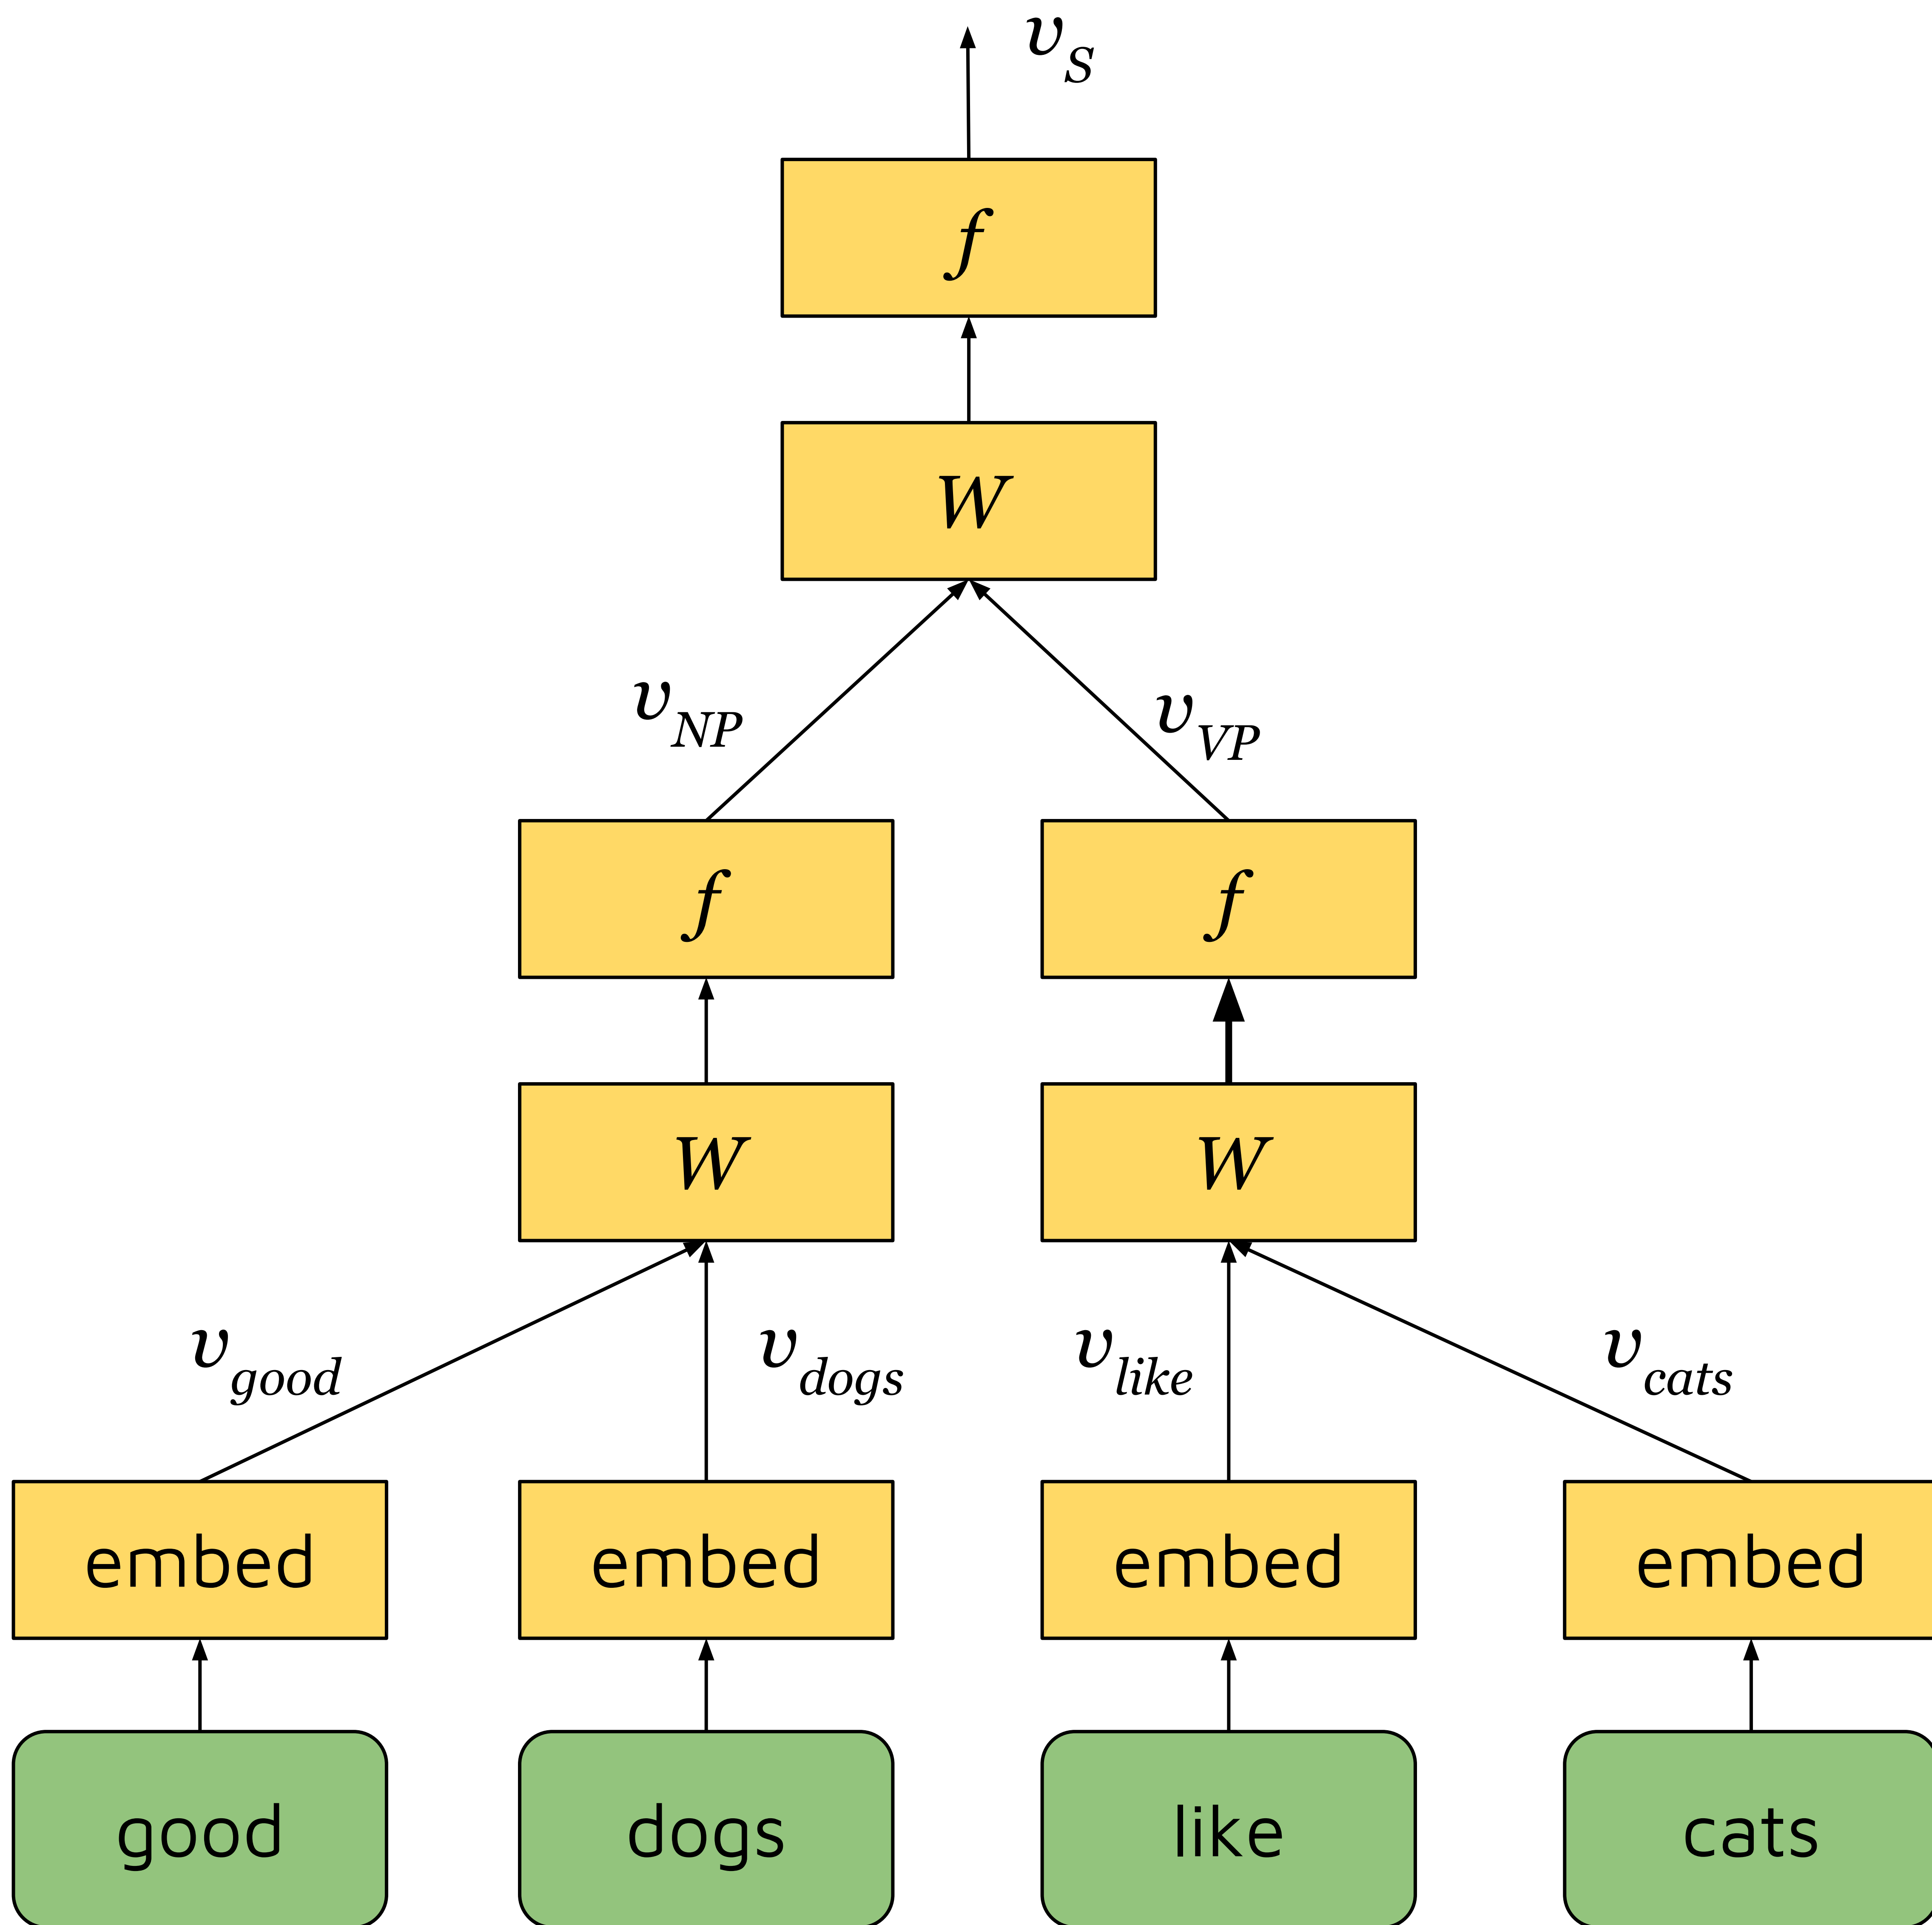 v_S
f
W
v_NP v_VP
f f
W W
v_good v_dogs v_like v_cats
embed embed embed embed
good dogs like cats